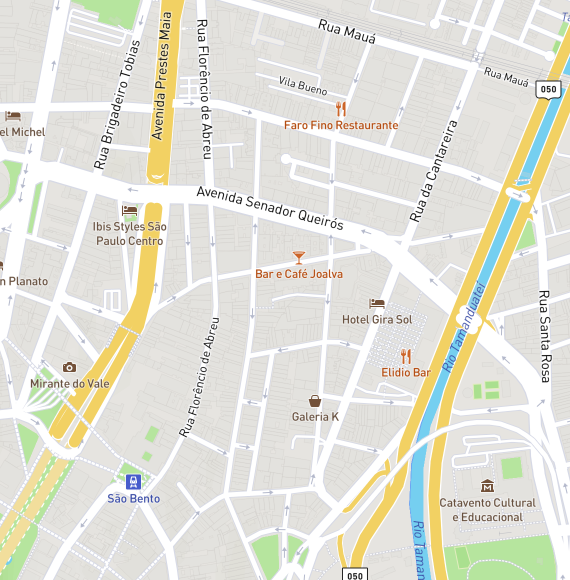 Rua Mauá
Rua Mauá
050
Vila Bueno
Avenida Prestes Maia
Rua Florêncio de Abreu
Rua Brigadeiro Tobias
el Michel
Faro Fino Restaurante
Rua da Cantareira
Avenida Senador Queirós
Ibis Styles São
Paulo Centro
Bar e Café Joalva
n Planato
Hotel Gira Sol
Rio Tamanduateí
Rua Santa Rosa
Mirante do Vale
Elidio Bar
Rua Florêncio de Abreu
Galeria K
São Bento
Catavento Cultural
e Educacional
Rio Taman
050